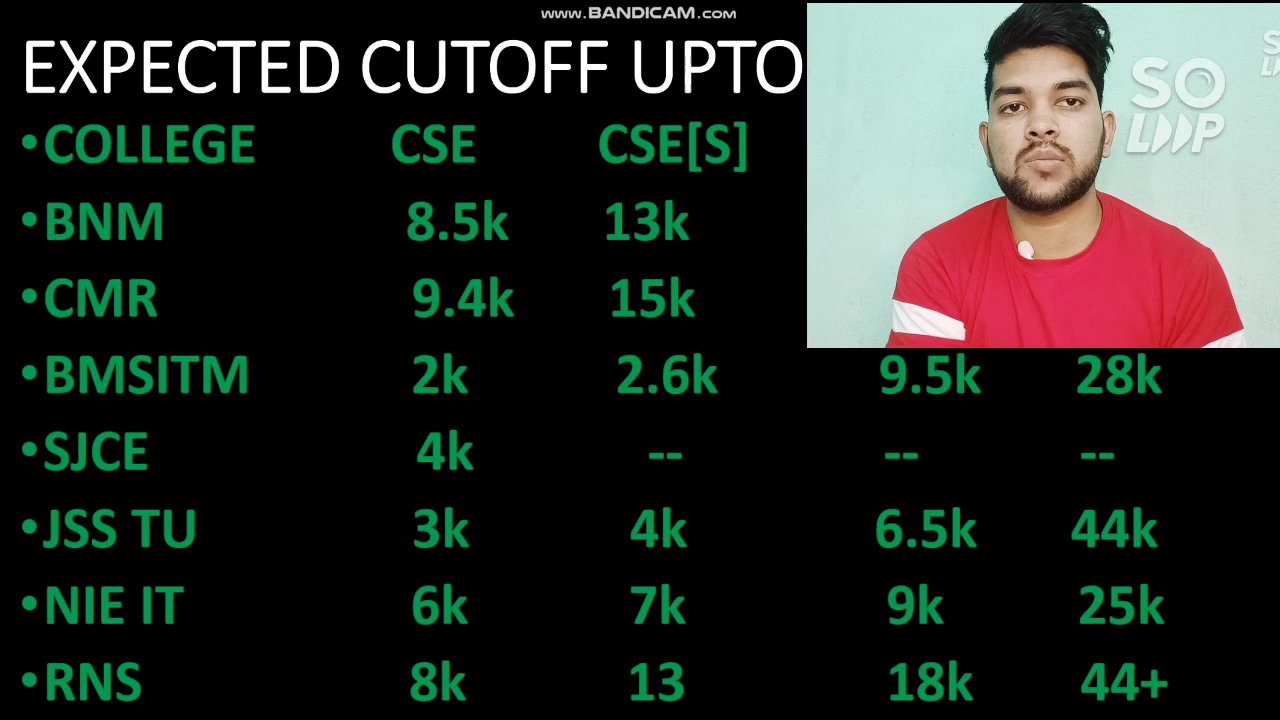 www.BANDICAM.com
EXPECTED CUTOFF UPTO
SO
LOOP
•COLLEGE CSE CSE[S]
•BNM 8.5k 13k
•CMR 9.4k 15k
•BMSITM 2k 2.6k 9.5k 28k
•SJCE 4k -- -- --
•JSS TU 3k 4k 6.5k 44k
•NIE IT 6k 7k 9k 25k
•RNS 8k 13 18k 44+